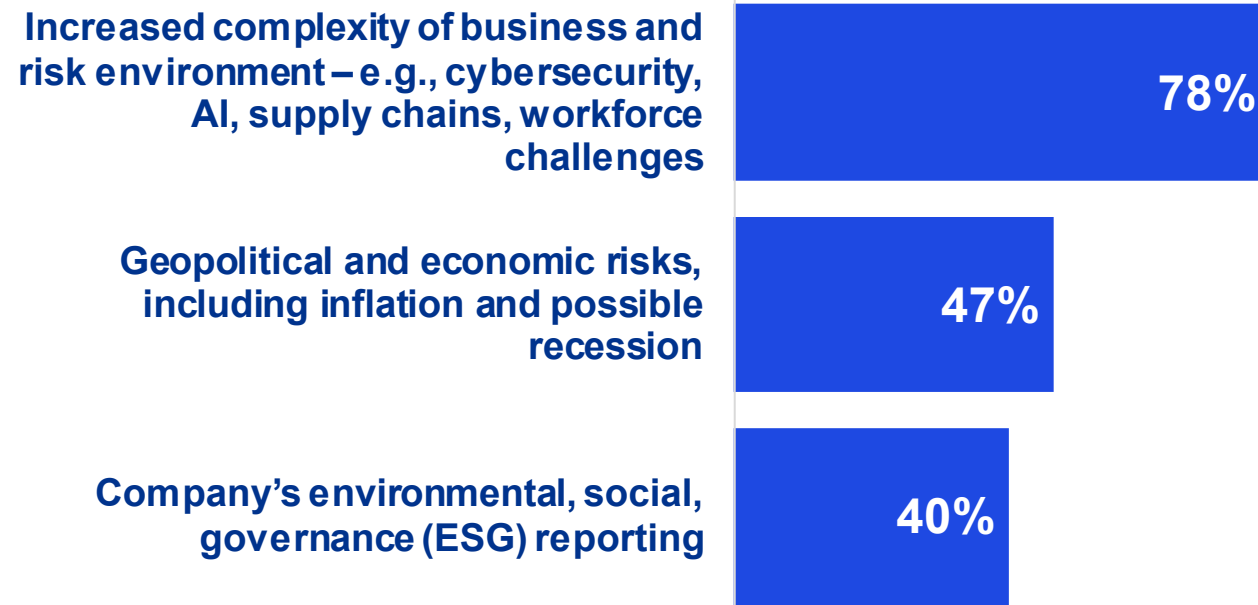 Increased complexity of business and
risk environment – e.g., cybersecurity,
AI, supply chains, workforce
challenges
78%
Geopolitical and economic risks,
including inflation and possible
recession
47%
Company’s environmental, social,
governance (ESG) reporting
40%